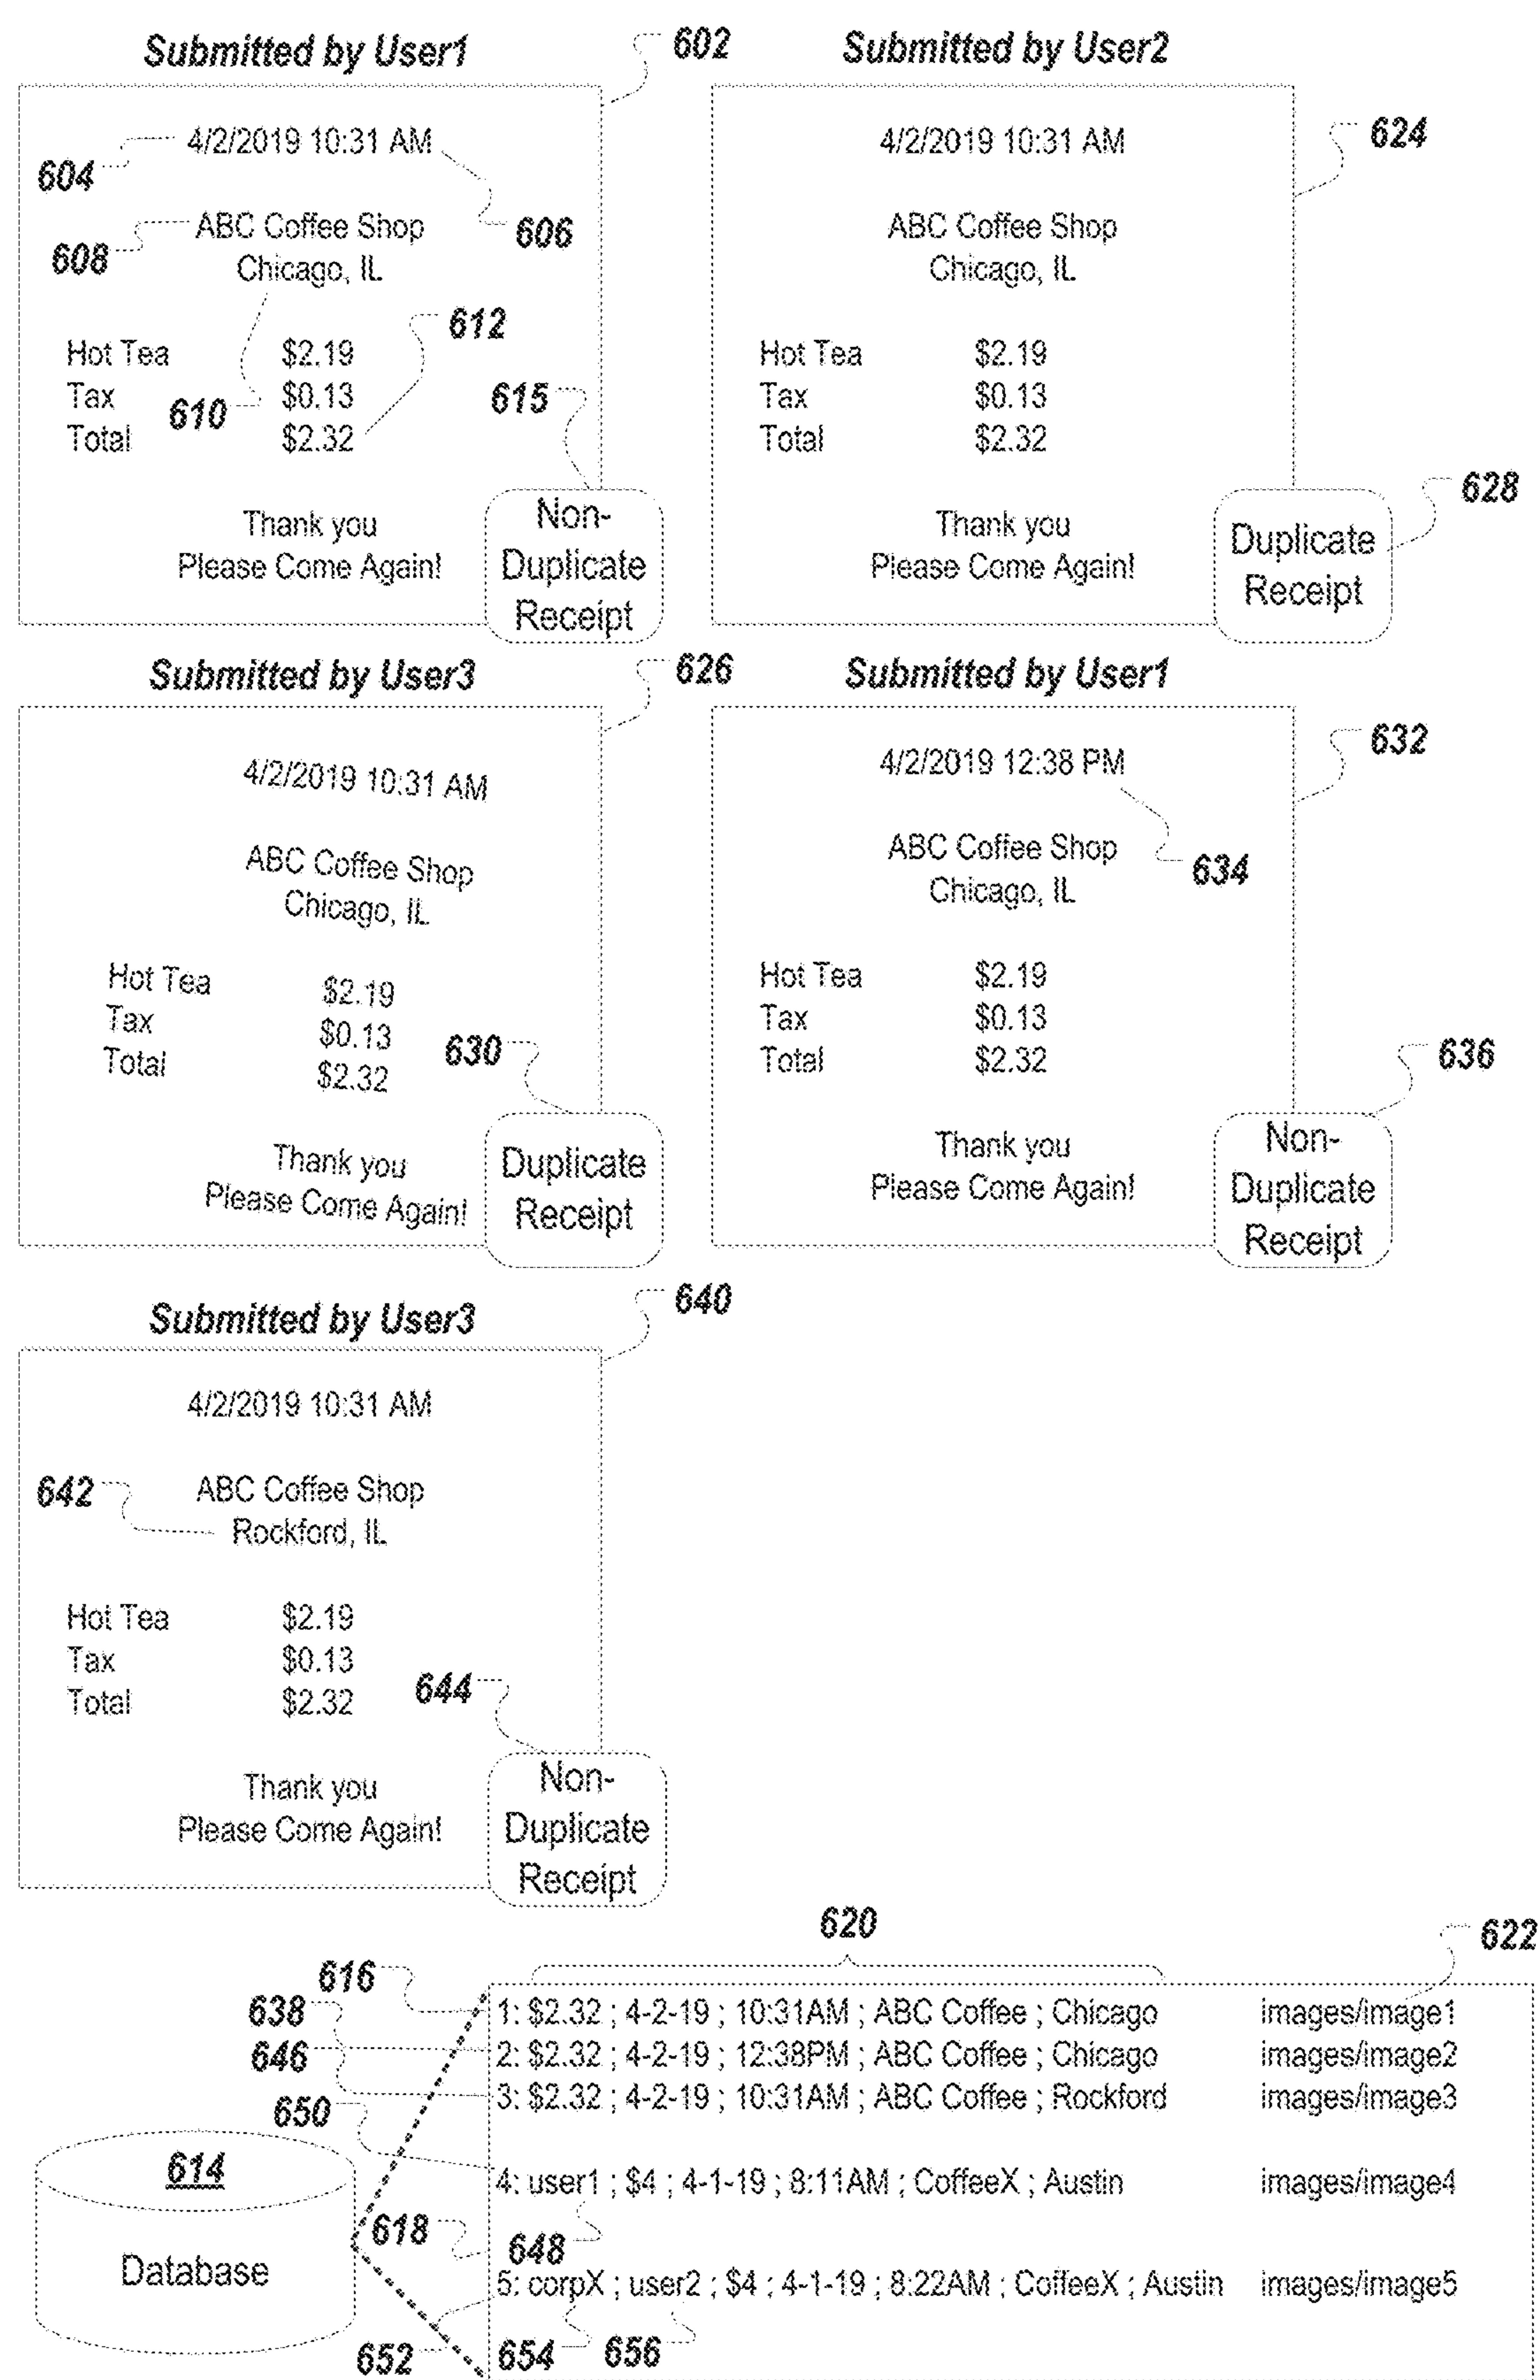 Submitted by User1
602
4/2/2019 10:31 AM
604
606
ABC Coffee Shop
608
Chicago, IL
612
Hot Tea $2.19
Tax $0.13
610
615
Total $2.32
Thank you
Please Come Again!
Non-
Duplicate
Receipt
Submitted by User2
624
4/2/2019 10:31 AM
ABC Coffee Shop
Chicago, IL
Hot Tea $2.19
Tax $0.13
Total $2.32
628
Thank you
Please Come Again!
Duplicate
Receipt
Submitted by User3
626
4/2/2019 10:31 AM
ABC Coffee Shop
Chicago, IL
Hot Tea $2.19
Tax $0.13
Total $2.32
630
Thank you
Please Come Again!
Duplicate
Receipt
Submitted by User1
632
4/2/2019 12:38 PM
634
ABC Coffee Shop
Chicago, IL
Hot Tea $2.19
Tax $0.13
Total $2.32
636
Thank you
Please Come Again!
Non-
Duplicate
Receipt
Submitted by User3
640
4/2/2019 10:31 AM
642
ABC Coffee Shop
Rockford, IL
Hot Tea $2.19
Tax $0.13
Total $2.32
644
Thank you
Please Come Again!
Non-
Duplicate
Receipt
620
622
616
638
646
650
1: $2.32 ; 4-2-19 ; 10:31AM ; ABC Coffee ; Chicago images/image1
2: $2.32 ; 4-2-19 ; 12:38PM ; ABC Coffee ; Chicago images/image2
3: $2.32 ; 4-2-19 ; 10:31AM ; ABC Coffee ; Rockford images/image3
4: user1 ; $4 ; 4-1-19 ; 8:11AM ; CoffeeX ; Austin images/image4
614
Database
618
648
5: corpX ; user2 ; $4 ; 4-1-19 ; 8:22AM ; CoffeeX ; Austin images/image5
652
654
656